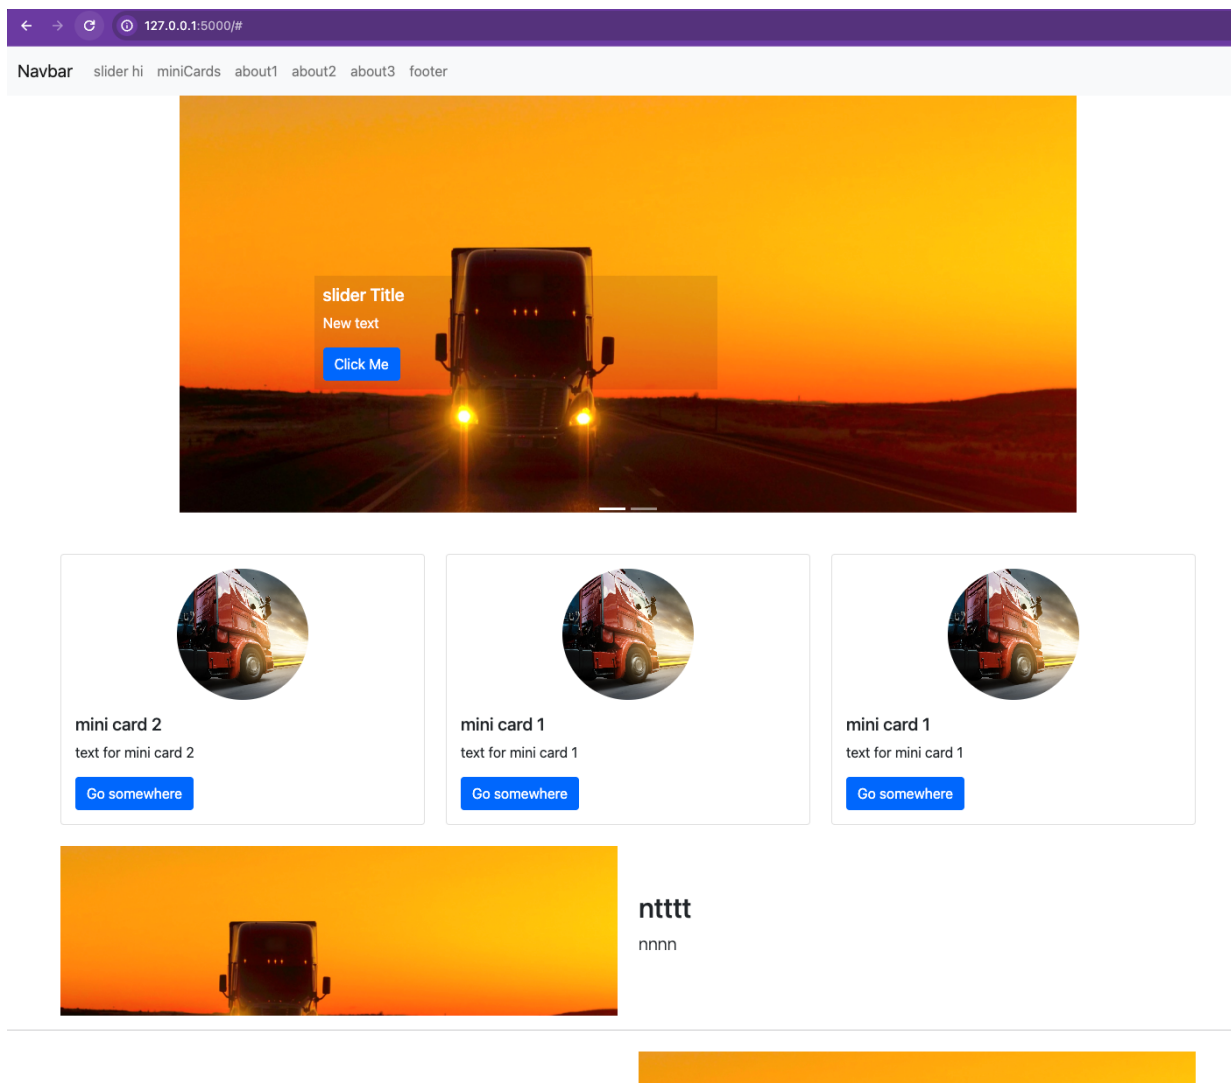 127.0.0.1:5000/#
Navbar slider hi miniCards about1 about2 about3 footer
slider Title
New text
Click Me
mini card 2
text for mini card 2
Go somewhere
mini card 1
text for mini card 1
Go somewhere
mini card 1
text for mini card 1
Go somewhere
ntttt
nnnn